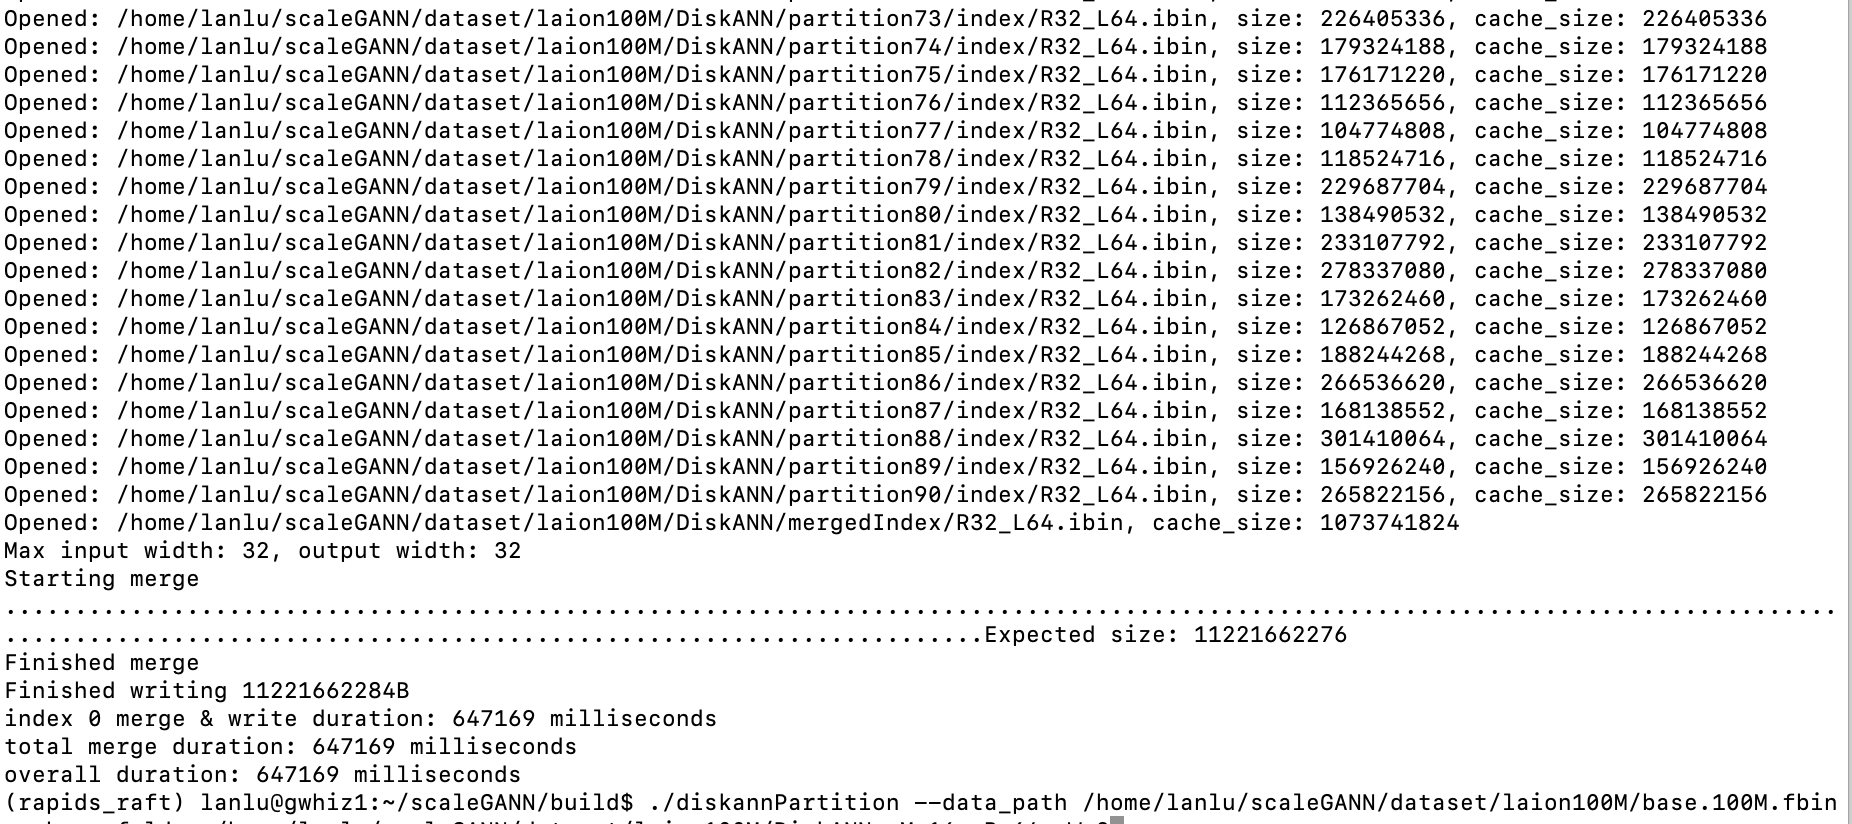 Opened: /home/lanlu/scaleGANN/dataset/laion100M/DiskANN/partition73/index/R32_L64.ibin, size: 226405336, cache_size: 226405336
Opened: /home/lanlu/scaleGANN/dataset/laion100M/DiskANN/partition74/index/R32_L64.ibin, size: 179324188, cache_size: 179324188
Opened: /home/lanlu/scaleGANN/dataset/laion100M/DiskANN/partition75/index/R32_L64.ibin, size: 176171220, cache_size: 176171220
Opened: /home/lanlu/scaleGANN/dataset/laion100M/DiskANN/partition76/index/R32_L64.ibin, size: 112365656, cache_size: 112365656
Opened: /home/lanlu/scaleGANN/dataset/laion100M/DiskANN/partition77/index/R32_L64.ibin, size: 104774808, cache_size: 104774808
Opened: /home/lanlu/scaleGANN/dataset/laion100M/DiskANN/partition78/index/R32_L64.ibin, size: 118524716, cache_size: 118524716
Opened: /home/lanlu/scaleGANN/dataset/laion100M/DiskANN/partition79/index/R32_L64.ibin, size: 229687704, cache_size: 229687704
Opened: /home/lanlu/scaleGANN/dataset/laion100M/DiskANN/partition80/index/R32_L64.ibin, size: 138490532, cache_size: 138490532
Opened: /home/lanlu/scaleGANN/dataset/laion100M/DiskANN/partition81/index/R32_L64.ibin, size: 233107792, cache_size: 233107792
Opened: /home/lanlu/scaleGANN/dataset/laion100M/DiskANN/partition82/index/R32_L64.ibin, size: 278337080, cache_size: 278337080
Opened: /home/lanlu/scaleGANN/dataset/laion100M/DiskANN/partition83/index/R32_L64.ibin, size: 173262460, cache_size: 173262460
Opened: /home/lanlu/scaleGANN/dataset/laion100M/DiskANN/partition84/index/R32_L64.ibin, size: 126867052, cache_size: 126867052
Opened: /home/lanlu/scaleGANN/dataset/laion100M/DiskANN/partition85/index/R32_L64.ibin, size: 188244268, cache_size: 188244268
Opened: /home/lanlu/scaleGANN/dataset/laion100M/DiskANN/partition86/index/R32_L64.ibin, size: 266536620, cache_size: 266536620
Opened: /home/lanlu/scaleGANN/dataset/laion100M/DiskANN/partition87/index/R32_L64.ibin, size: 168138552, cache_size: 168138552
Opened: /home/lanlu/scaleGANN/dataset/laion100M/DiskANN/partition88/index/R32_L64.ibin, size: 301410064, cache_size: 301410064
Opened: /home/lanlu/scaleGANN/dataset/laion100M/DiskANN/partition89/index/R32_L64.ibin, size: 156926240, cache_size: 156926240
Opened: /home/lanlu/scaleGANN/dataset/laion100M/DiskANN/partition90/index/R32_L64.ibin, size: 265822156, cache_size: 265822156
Opened: /home/lanlu/scaleGANN/dataset/laion100M/DiskANN/mergedIndex/R32_L64.ibin, cache_size: 1073741824
Max input width: 32, output width: 32
Starting merge
...................................................................................................................................
......................................................................Expected size: 11221662276
Finished merge
Finished writing 11221662284B
index 0 merge & write duration: 647169 milliseconds
total merge duration: 647169 milliseconds
overall duration: 647169 milliseconds
(rapids_raft) lanlu@gwhiz1:~/scaleGANN/build$ ./diskannPartition --data_path /home/lanlu/scaleGANN/dataset/laion100M/base.100M.fbin